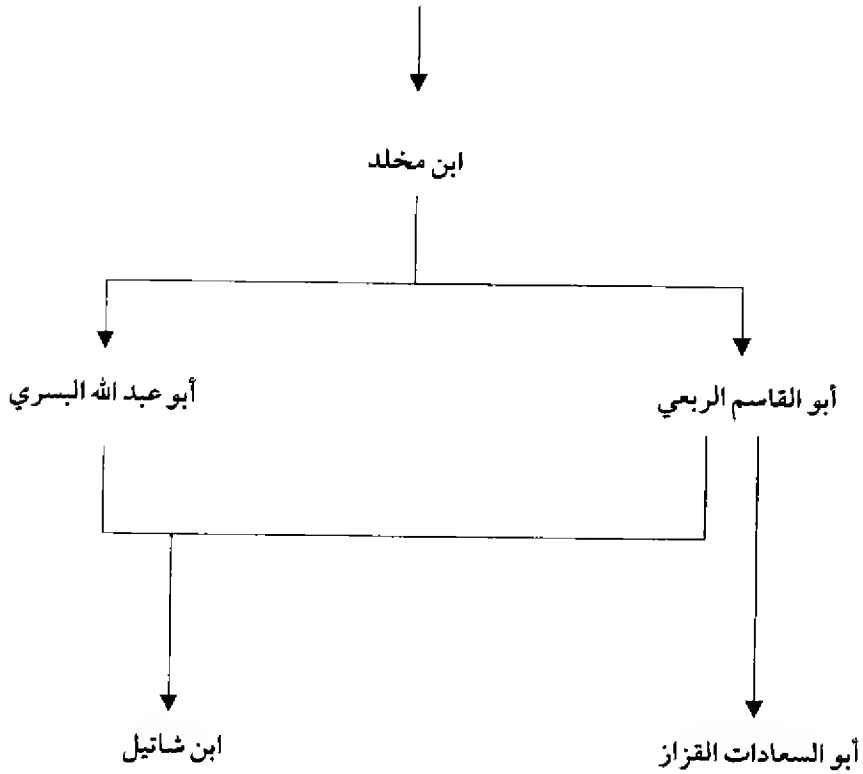 ابن مخلد
أبو القاسم الربعي
أبو عبد الله البسري
أبو السعادات القزاز
ابن شاتيل